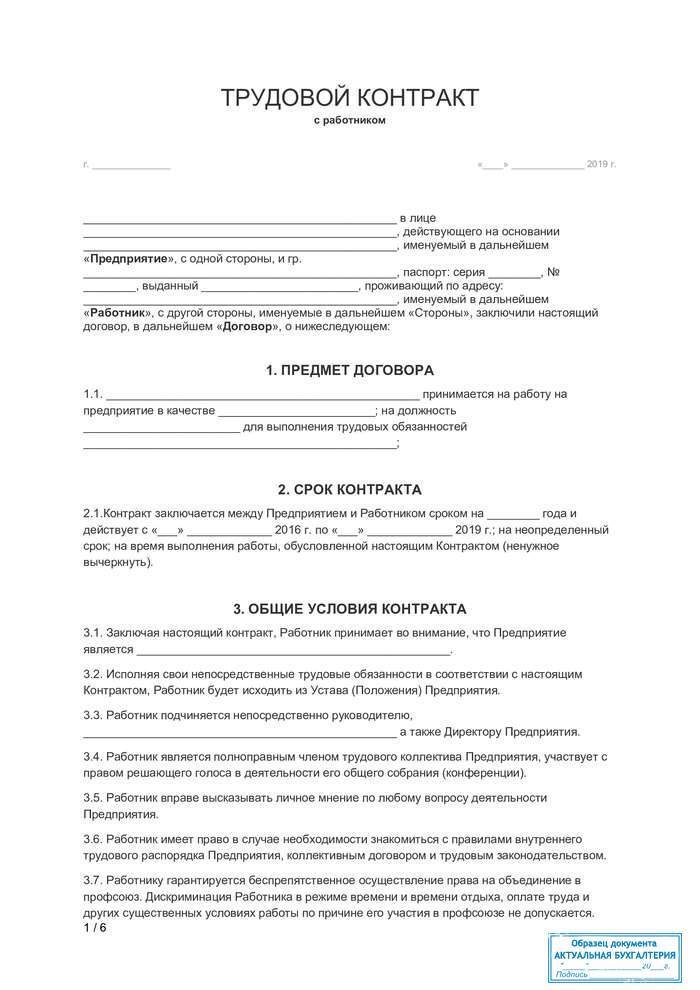 ТРУДОВОЙ КОНТРАКТ
с работником
г. _______________ «____» ______________ 2019 г.
________________________________________________ в лице
________________________________________________, действующего на основании
________________________________________________, именуемый в дальнейшем
«Предприятие», с одной стороны, и гр.
________________________________________________, паспорт: серия ________, №
________, выданный ________________________, проживающий по адресу:
________________________________________________, именуемый в дальнейшем
«Работник», с другой стороны, именуемые в дальнейшем «Стороны», заключили настоящий
договор, в дальнейшем «Договор», о нижеследующем:
1. ПРЕДМЕТ ДОГОВОРА
1.1. ________________________________________________ принимается на работу на
предприятие в качестве ________________________; на должность
________________________ для выполнения трудовых обязанностей
________________________________________________;
2. СРОК КОНТРАКТА
2.1.Контракт заключается между Предприятием и Работником сроком на ________ года и
действует с «___» _____________ 2016 г. по «___» _____________ 2019 г.; на неопределенный
срок; на время выполнения работы, обусловленной настоящим Контрактом (ненужное
вычеркнуть).
3. ОБЩИЕ УСЛОВИЯ КОНТРАКТА
3.1. Заключая настоящий контракт, Работник принимает во внимание, что Предприятие
является ________________________________________________.
3.2. Исполняя свои непосредственные трудовые обязанности в соответствии с настоящим
Контрактом, Работник будет исходить из Устава (Положения) Предприятия.
3.3. Работник подчиняется непосредственно руководителю,
________________________________________________ а также Директору Предприятия.
3.4. Работник является полноправным членом трудового коллектива Предприятия, участвует с
правом решающего голоса в деятельности его общего собрания (конференции).
3.5. Работник вправе высказывать личное мнение по любому вопросу деятельности
Предприятия.
3.6. Работник имеет право в случае необходимости знакомиться с правилами внутреннего
трудового распорядка Предприятия, коллективным договором и трудовым законодательством.
3.7. Работнику гарантируется беспрепятственное осуществление права на объединение в
профсоюз. Дискриминация Работника в режиме времени и времени отдыха, оплате труда и
других существенных условиях работы по причине его участия в профсоюзе не допускается.
1 / 6
Образец документа
АКТУАЛЬНАЯ БУХГАЛТЕРИЯ
"_____"______________20___г.
Подпись__________________